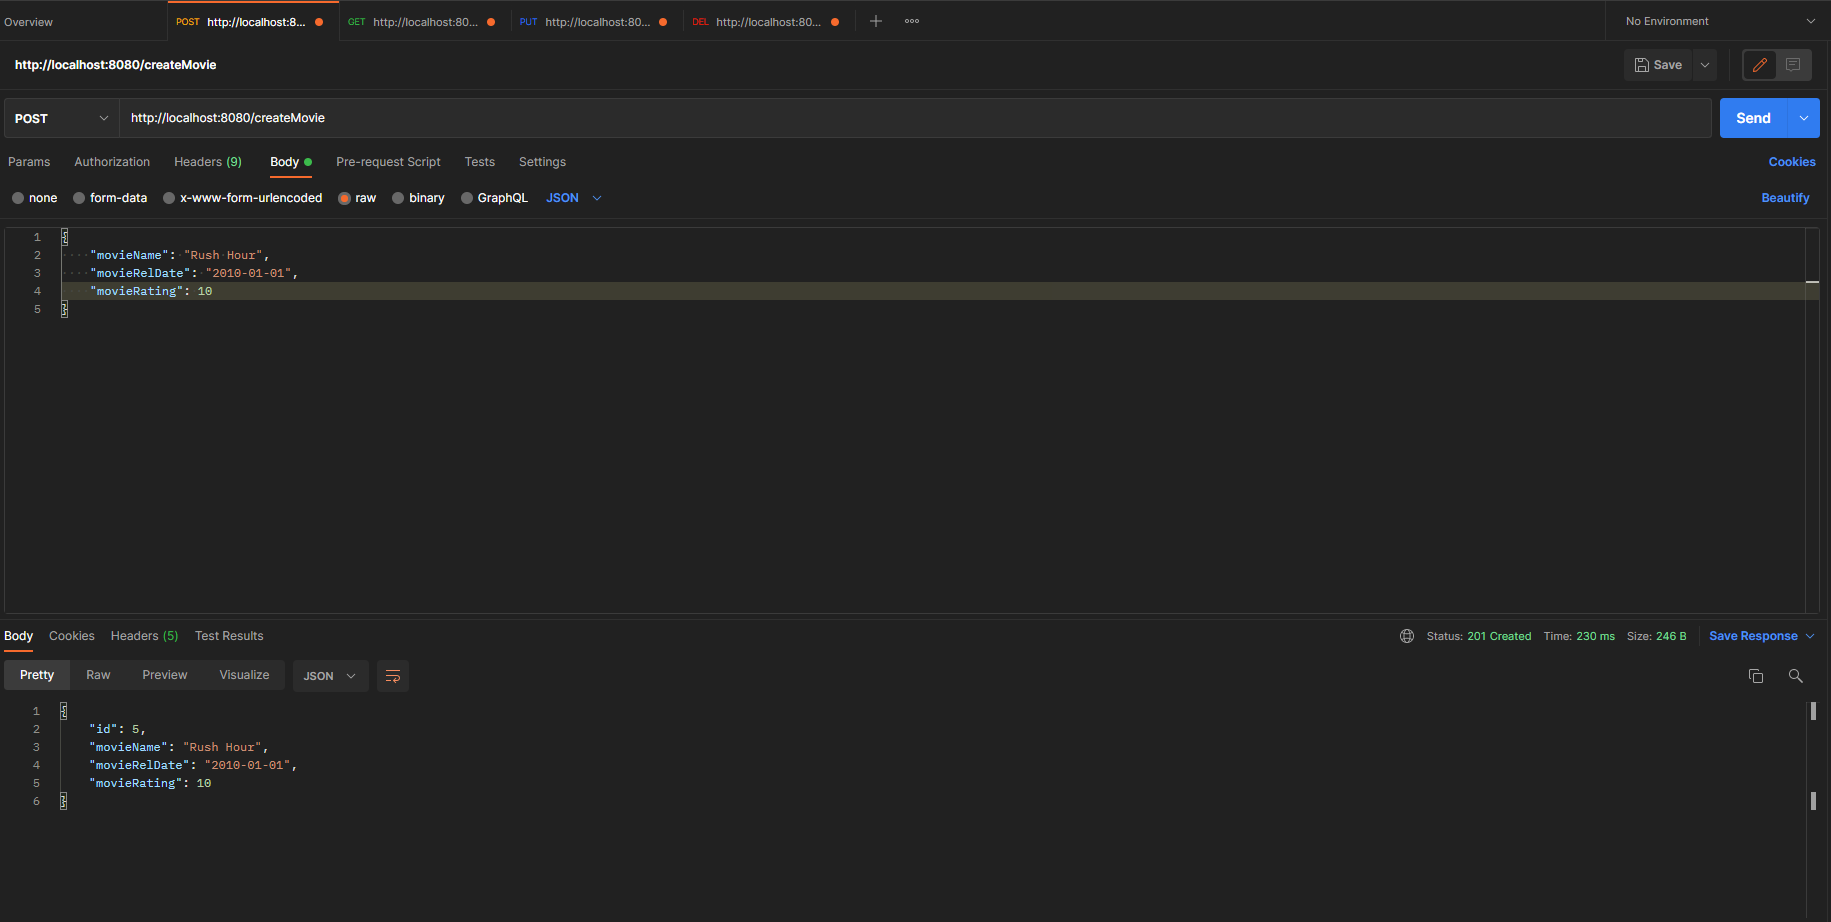 Overview
POST http://localhost:8...
GET http://localhost:80...
PUT http://localhost:80...
DEL http://localhost:80...
No Environment
http://localhost:8080/createMovie
Save
POST
http://localhost:8080/createMovie
Send
Params Authorization Headers (9) Body Pre-request Script Tests Settings
Cookies
none form-data x-www-form-urlencoded raw binary GraphQL JSON
Beautify
1 {
2 "movieName": "Rush Hour",
3 "movieRelDate": "2010-01-01",
4 "movieRating": 10
5 }
Body Cookies Headers (5) Test Results
Status: 201 Created Time: 230 ms Size: 246 B Save Response
Pretty Raw Preview Visualize JSON
1 {
2 "id": 5,
3 "movieName": "Rush Hour",
4 "movieRelDate": "2010-01-01",
5 "movieRating": 10
6 }